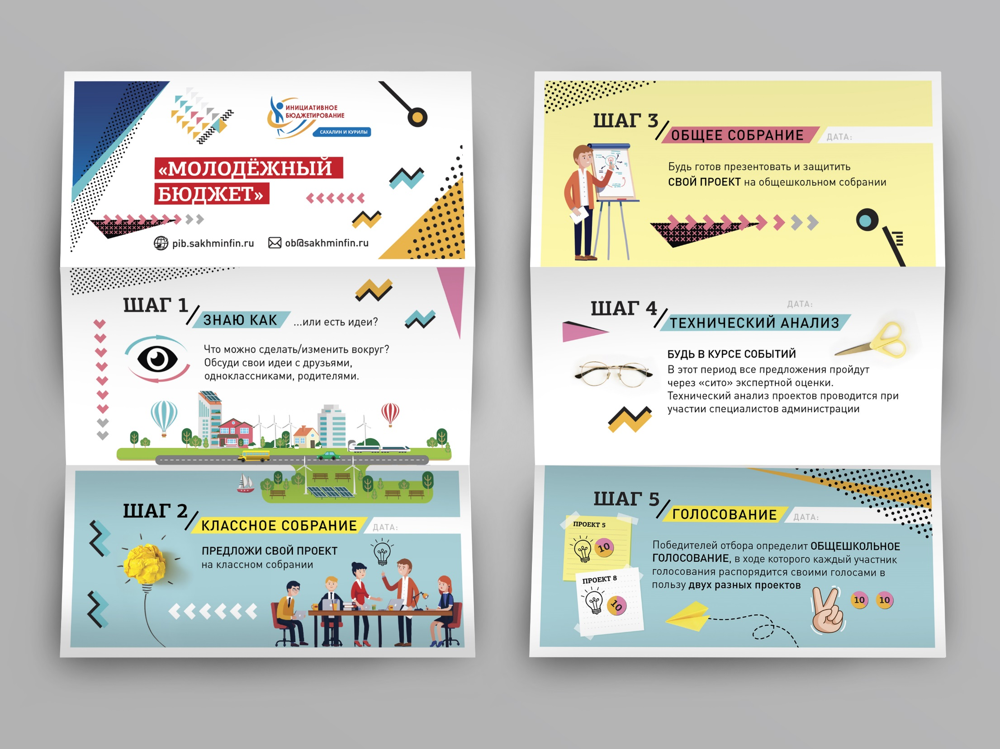 ИНИЦИАТИВНОЕ
БЮДЖЕТИРОВАНИЕ
САХАЛИН И КУРИЛЫ
«МОЛОДЁЖНЫЙ
БЮДЖЕТ»
pib.sakhminfin.ru
ob@sakhminfin.ru
ШАГ 1
ЗНАЮ КАК ...или есть идеи?
Что можно сделать/изменить вокруг?
Обсуди свои идеи с друзьями,
одноклассниками, родителями.
ШАГ 2
КЛАССНОЕ СОБРАНИЕ ДАТА:
ПРЕДЛОЖИ СВОЙ ПРОЕКТ
на классном собрании
ШАГ 3
ОБЩЕЕ СОБРАНИЕ ДАТА:
Будь готов презентовать и защитить
СВОЙ ПРОЕКТ на общешкольном собрании
ШАГ 4
ДАТА:
ТЕХНИЧЕСКИЙ АНАЛИЗ
БУДЬ В КУРСЕ СОБЫТИЙ
В этот период все предложения пройдут
через «сито» экспертной оценки.
Технический анализ проектов проводится при
участии специалистов администрации
ШАГ 5
ГОЛОСОВАНИЕ ДАТА:
ПРОЕКТ 5
10
ПРОЕКТ 8
10
Победителей отбора определит ОБЩЕШКОЛЬНОЕ
ГОЛОСОВАНИЕ, в ходе которого каждый участник
голосования распорядится своими голосами в
пользу двух разных проектов
10 10